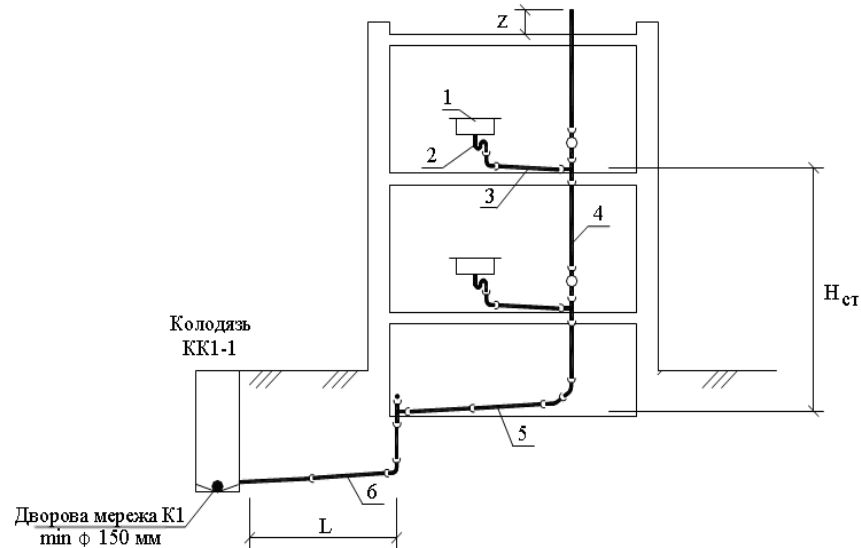 z
1
2
3
4
Hст
Колодязь
КК1-1
5
6
Дворова мережа К1
min ф 150 мм
L